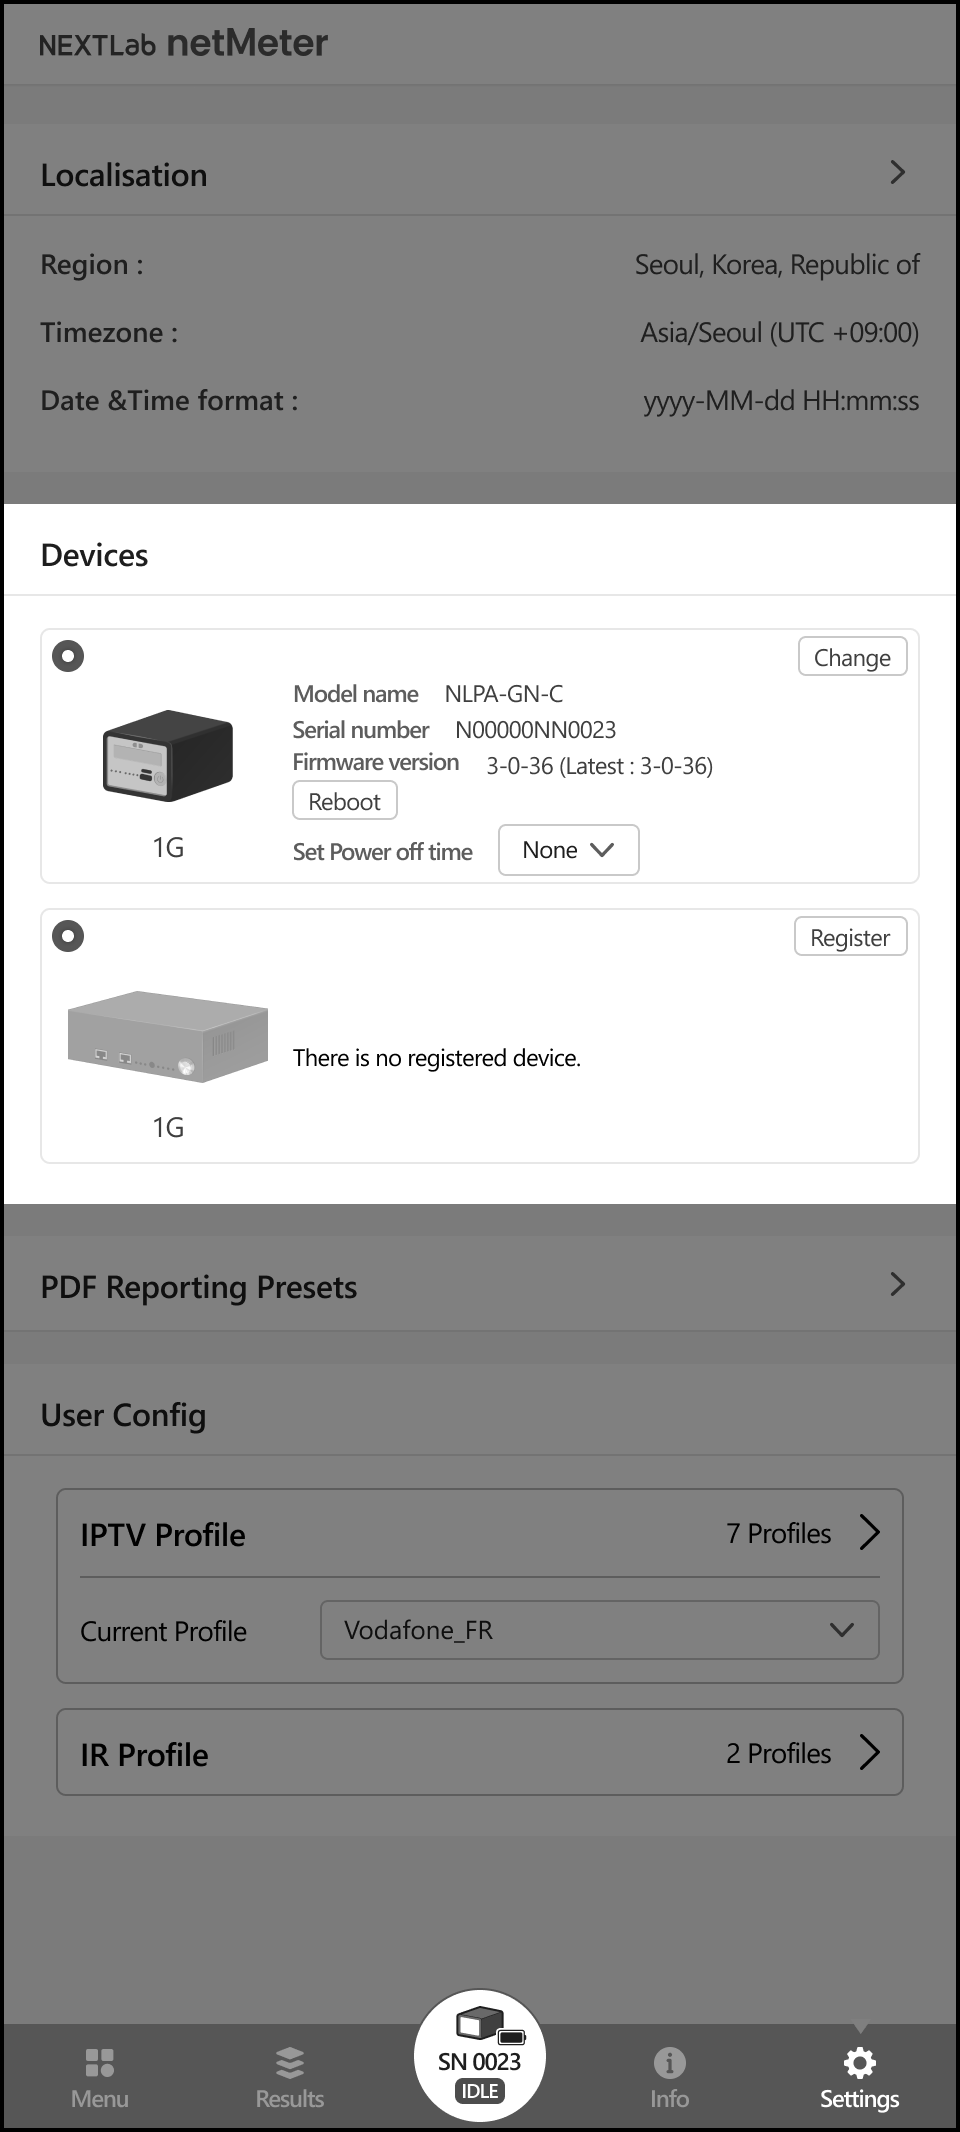 NEXTLab netMeter
Localisation
Region : Seoul, Korea, Republic of
Timezone : Asia/Seoul (UTC +09:00)
Date &Time format : yyyy-MM-dd HH:mm:ss
Devices
Change
Model name NLPA-GN-C
Serial number N00000NN0023
Firmware version 3-0-36 (Latest : 3-0-36)
Reboot
1G
Set Power off time None
Register
There is no registered device.
1G
PDF Reporting Presets
User Config
IPTV Profile 7 Profiles
Current Profile Vodafone_FR
IR Profile 2 Profiles
SN 0023
IDLE
Menu Results Info Settings